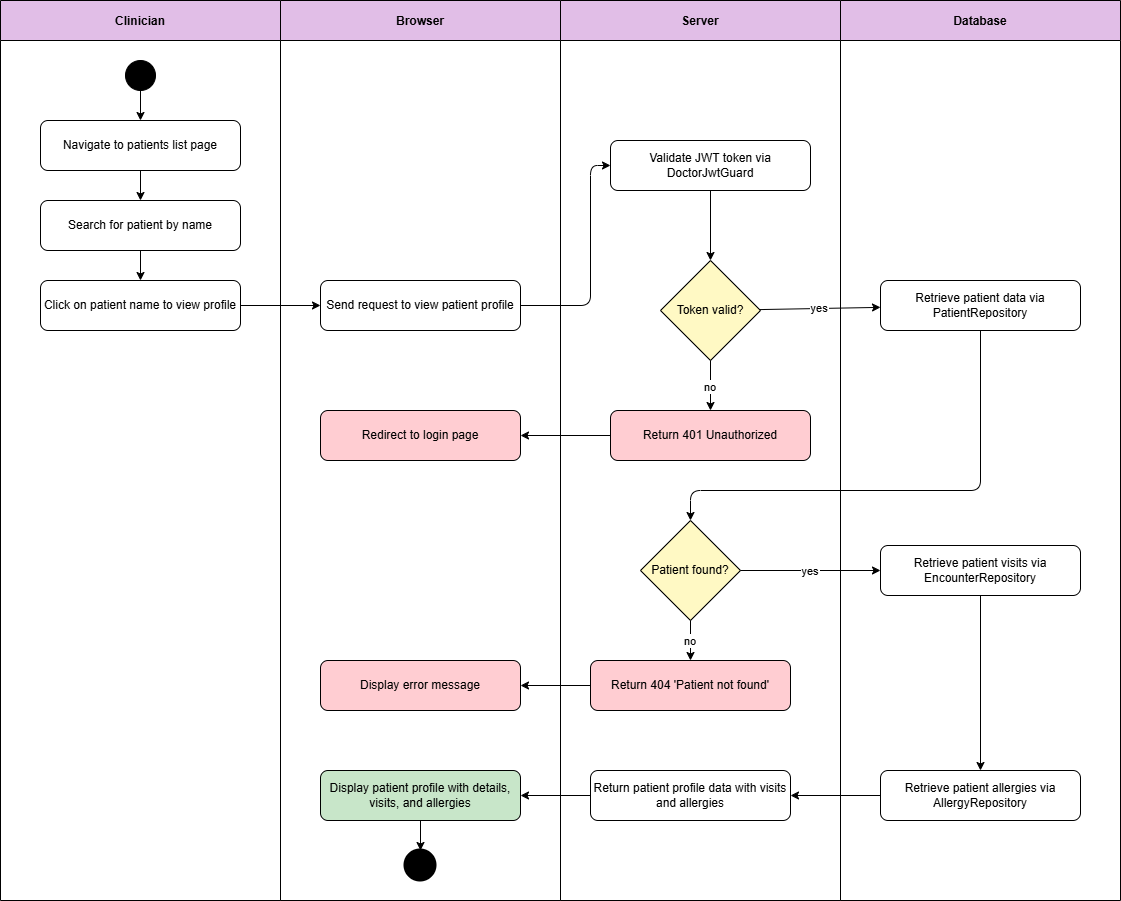 Clinician
Browser
Server
Database
Navigate to patients list page
Validate JWT token via
DoctorJwtGuard
Search for patient by name
Click on patient name to view profile
Send request to view patient profile
Token valid?
yes
Retrieve patient data via
PatientRepository
no
Redirect to login page
Return 401 Unauthorized
Patient found?
yes
Retrieve patient visits via
EncounterRepository
no
Display error message
Return 404 'Patient not found'
Display patient profile with details,
visits, and allergies
Return patient profile data with visits
and allergies
Retrieve patient allergies via
AllergyRepository